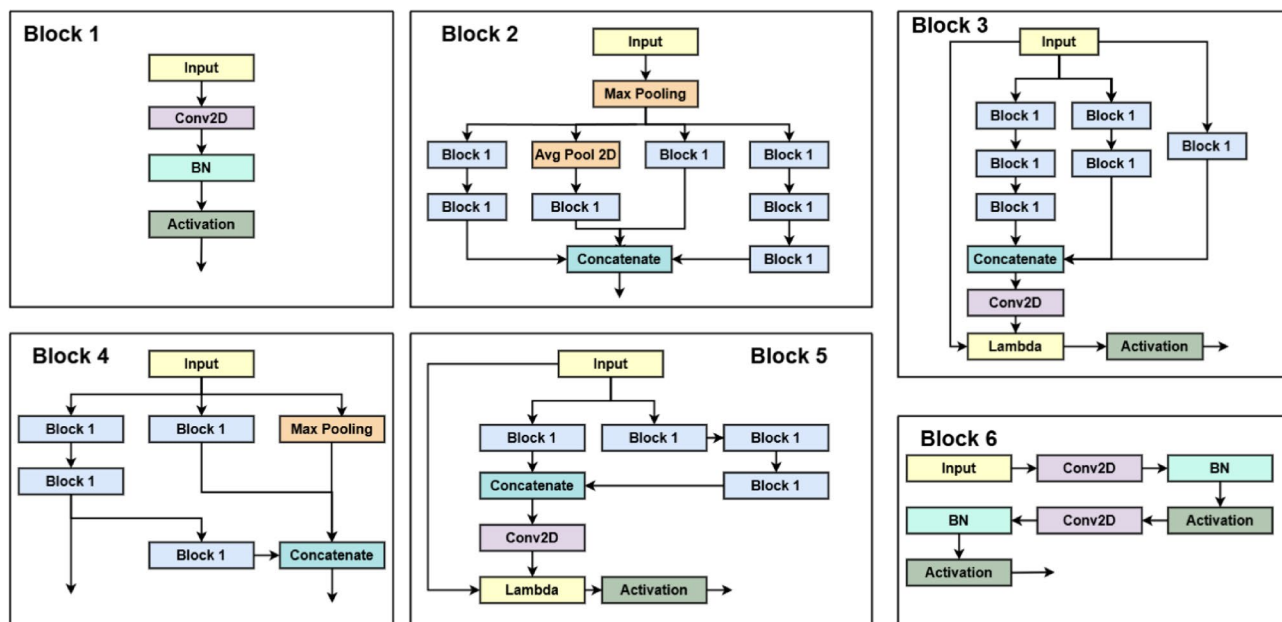 Block 1
Input
Conv2D
BN
Activation
Block 2
Input
Max Pooling
Block 1 Avg Pool 2D Block 1 Block 1
Block 1 Block 1 Block 1
Concatenate Block 1
Block 3
Input
Block 1 Block 1
Block 1
Block 1 Block 1
Block 1
Concatenate
Conv2D
Lambda Activation
Block 4
Input
Block 1 Block 1 Max Pooling
Block 1
Block 1 Concatenate
Block 5
Input
Block 1 Block 1 Block 1
Concatenate Block 1
Conv2D
Lambda Activation
Block 6
Input Conv2D BN
BN Conv2D Activation
Activation